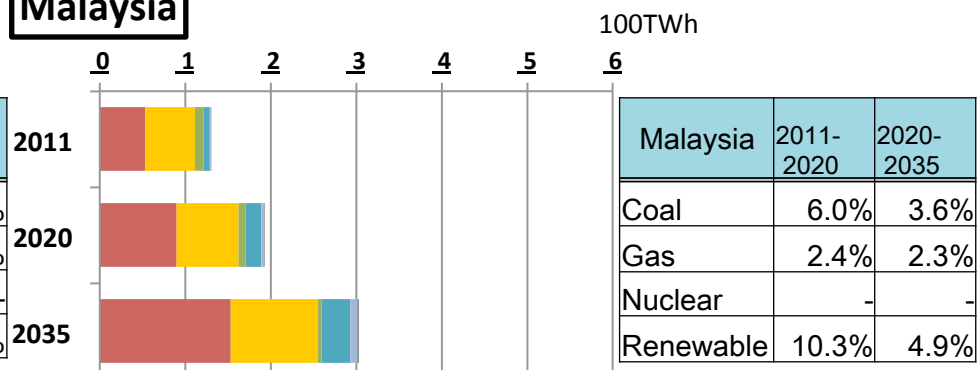 Malaysia
100TWh
0 1 2 3 4 5 6
2011
2020
2035
Malaysia 2011-2020 2020-2035
Coal 6.0% 3.6%
Gas 2.4% 2.3%
Nuclear - -
Renewable 10.3% 4.9%